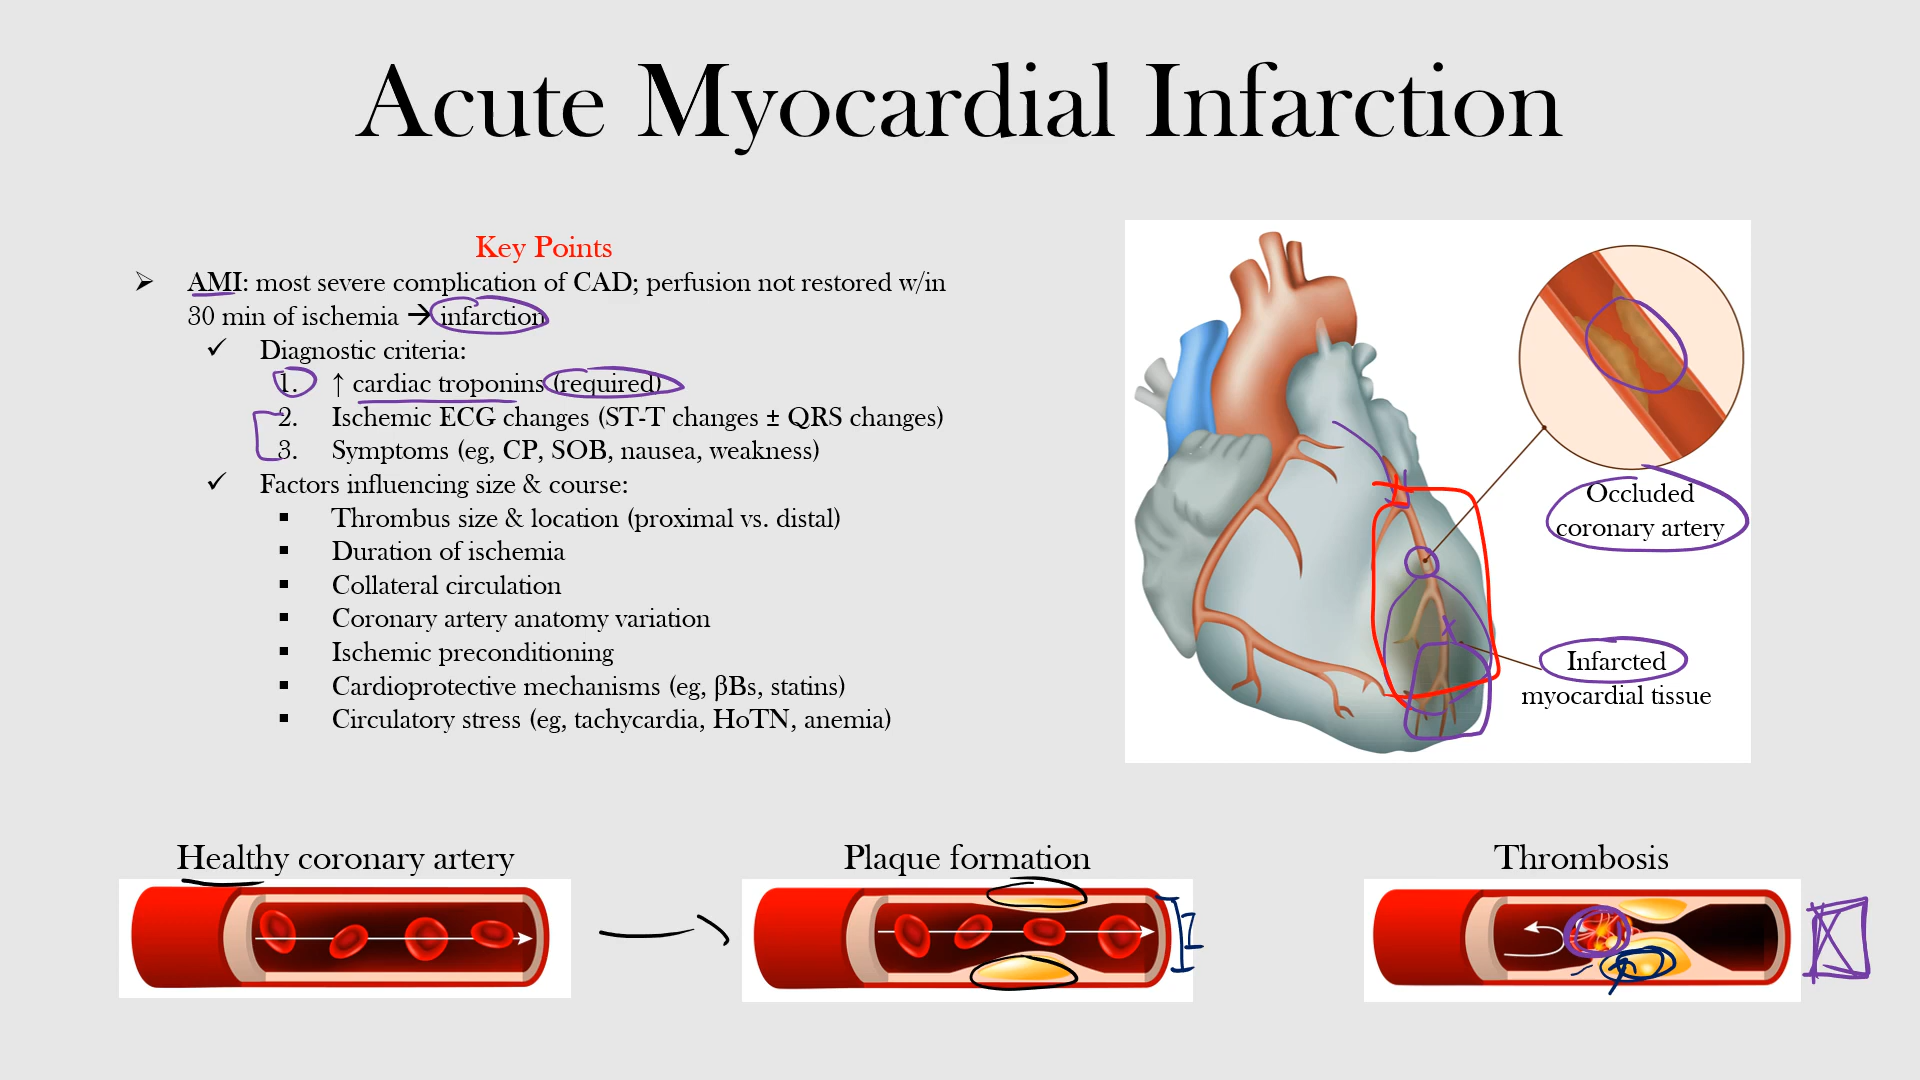 Acute Myocardial Infarction
Key Points
➢ AMI: most severe complication of CAD; perfusion not restored w/in
30 min of ischemia → infarction
✓ Diagnostic criteria:
1. ↑ cardiac troponins (required)
2. Ischemic ECG changes (ST-T changes ± QRS changes)
3. Symptoms (eg, CP, SOB, nausea, weakness)
✓ Factors influencing size & course:
▪ Thrombus size & location (proximal vs. distal)
▪ Duration of ischemia
▪ Collateral circulation
▪ Coronary artery anatomy variation
▪ Ischemic preconditioning
▪ Cardioprotective mechanisms (eg, βBs, statins)
▪ Circulatory stress (eg, tachycardia, HoTN, anemia)
Occluded
coronary artery
Infarcted
myocardial tissue
Healthy coronary artery
Plaque formation
Thrombosis